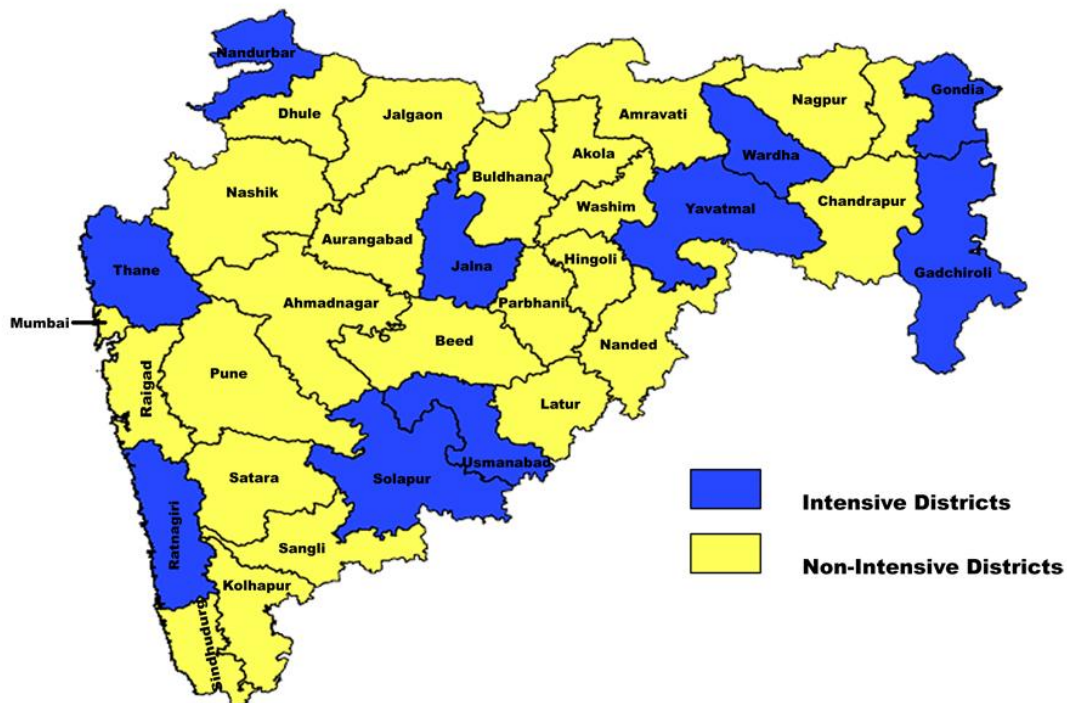 Nandurbar
Dhule
Jalgaon
Amravati
Nagpur
Gondia
Akola
Wardha
Buldhana
Nashik
Washim
Yavatmal
Chandrapur
Aurangabad
Hingoli
Thane
Jalna
Gadchiroli
Ahmadnagar
Parbhani
Mumbai
Beed
Nanded
Raigad
Pune
Latur
Usmanabad
Satara
Solapur
Intensive Districts
Ratnagiri
Sangli
Non-Intensive Districts
Kolhapur
Sindhudurg